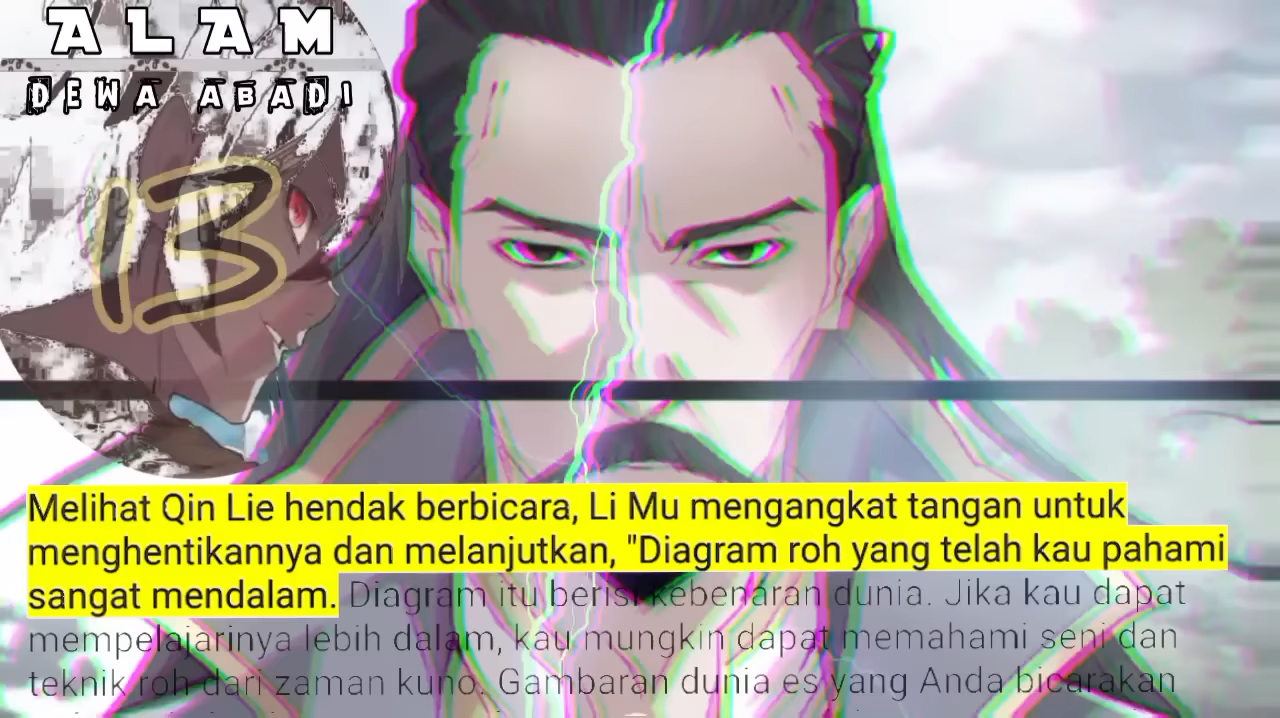 ALAM
DEWA ABADI
13
Melihat Qin Lie hendak berbicara, Li Mu mengangkat tangan untuk
menghentikannya dan melanjutkan, "Diagram roh yang telah kau pahami
sangat mendalam. Diagram itu berisi kebenaran dunia. Jika kau dapat
mempelajarinya lebih dalam, kau mungkin dapat memahami seni dan
teknik roh dari zaman kuno. Gambaran dunia es yang Anda bicarakan